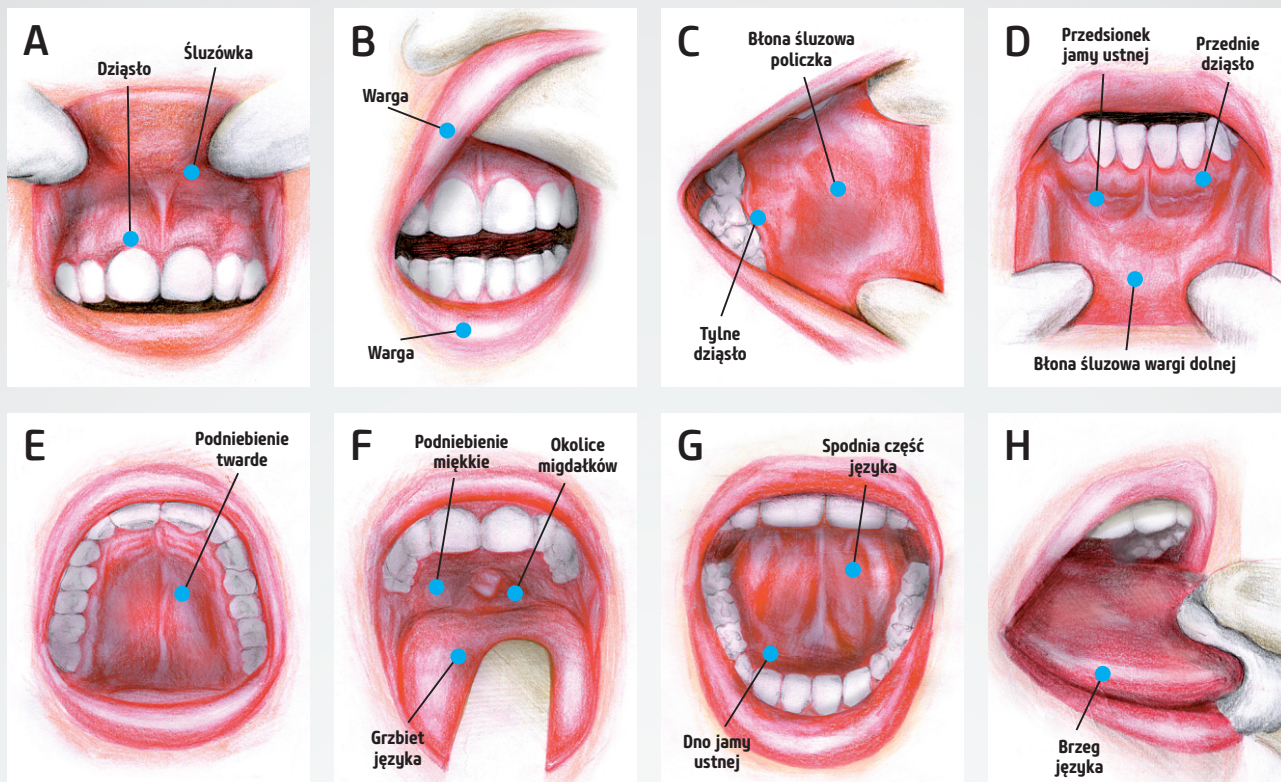 A
Dziąsło
Śluzówka
B
Warga
Warga
C
Błona śluzowa
policzka
Tylne
dziąsło
D
Przedsionek
jamy ustnej
Przednie
dziąsło
Błona śluzowa wargi dolnej
E
Podniebienie
twarde
F
Podniebienie
miękkie
Okolice
migdałków
Grzbiet
języka
G
Spodnia część
języka
Dno jamy
ustnej
H
Brzeg
języka